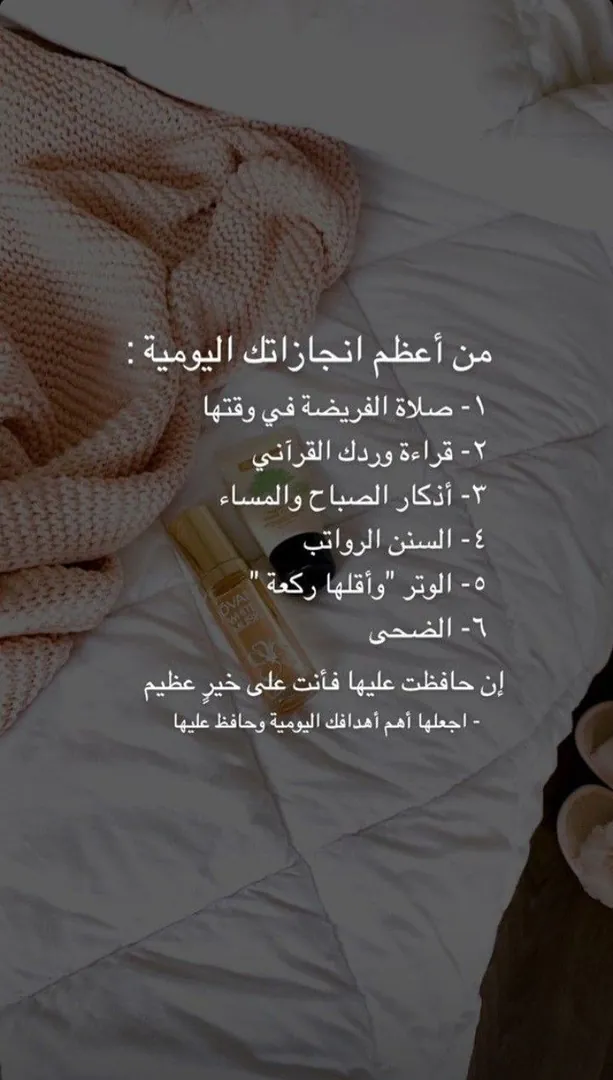 من أعظم انجازاتك اليومية :
١- صلاة الفريضة في وقتها
٢- قراءة وردك القرآني
٣- أذكار الصباح والمساء
٤- السنن الرواتب
٥- الوتر "وأقلها ركعة "
٦- الضحى
إن حافظت عليها فأنت على خيرٍ عظيم
- اجعلها أهم أهدافك اليومية وحافظ عليها